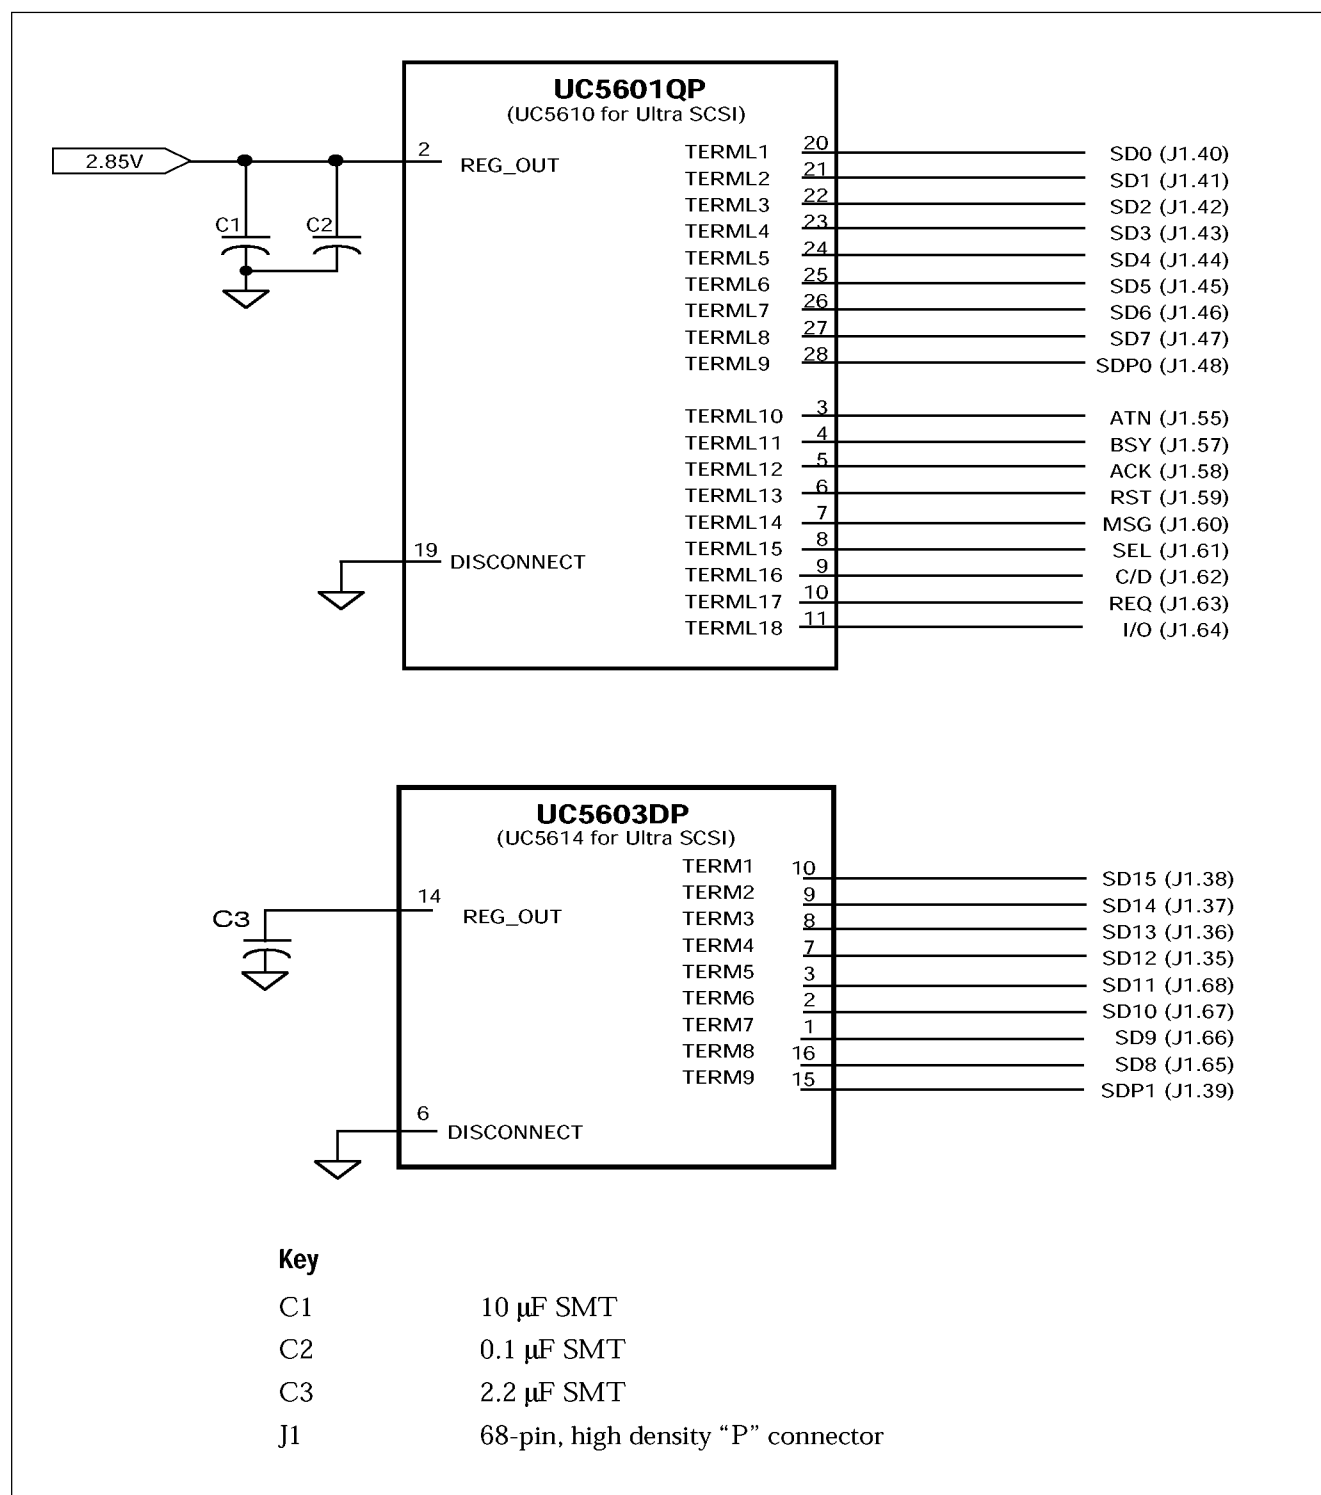 UC5601QP
(UC5610 for Ultra SCSI)
2.85V
2
REG_OUT
C1
C2
TERML1 20 SD0 (J1.40)
TERML2 21 SD1 (J1.41)
TERML3 22 SD2 (J1.42)
TERML4 23 SD3 (J1.43)
TERML5 24 SD4 (J1.44)
TERML6 25 SD5 (J1.45)
TERML7 26 SD6 (J1.46)
TERML8 27 SD7 (J1.47)
TERML9 28 SDP0 (J1.48)
TERML10 3 ATN (J1.55)
TERML11 4 BSY (J1.57)
TERML12 5 ACK (J1.58)
TERML13 6 RST (J1.59)
TERML14 7 MSG (J1.60)
TERML15 8 SEL (J1.61)
TERML16 9 C/D (J1.62)
TERML17 10 REQ (J1.63)
TERML18 11 I/O (J1.64)
19
DISCONNECT
UC5603DP
(UC5614 for Ultra SCSI)
14
REG_OUT
C3
TERM1 10 SD15 (J1.38)
TERM2 9 SD14 (J1.37)
TERM3 8 SD13 (J1.36)
TERM4 7 SD12 (J1.35)
TERM5 3 SD11 (J1.68)
TERM6 2 SD10 (J1.67)
TERM7 1 SD9 (J1.66)
TERM8 16 SD8 (J1.65)
TERM9 15 SDP1 (J1.39)
6
DISCONNECT
Key
C1 10 µF SMT
C2 0.1 µF SMT
C3 2.2 µF SMT
J1 68-pin, high density “P” connector